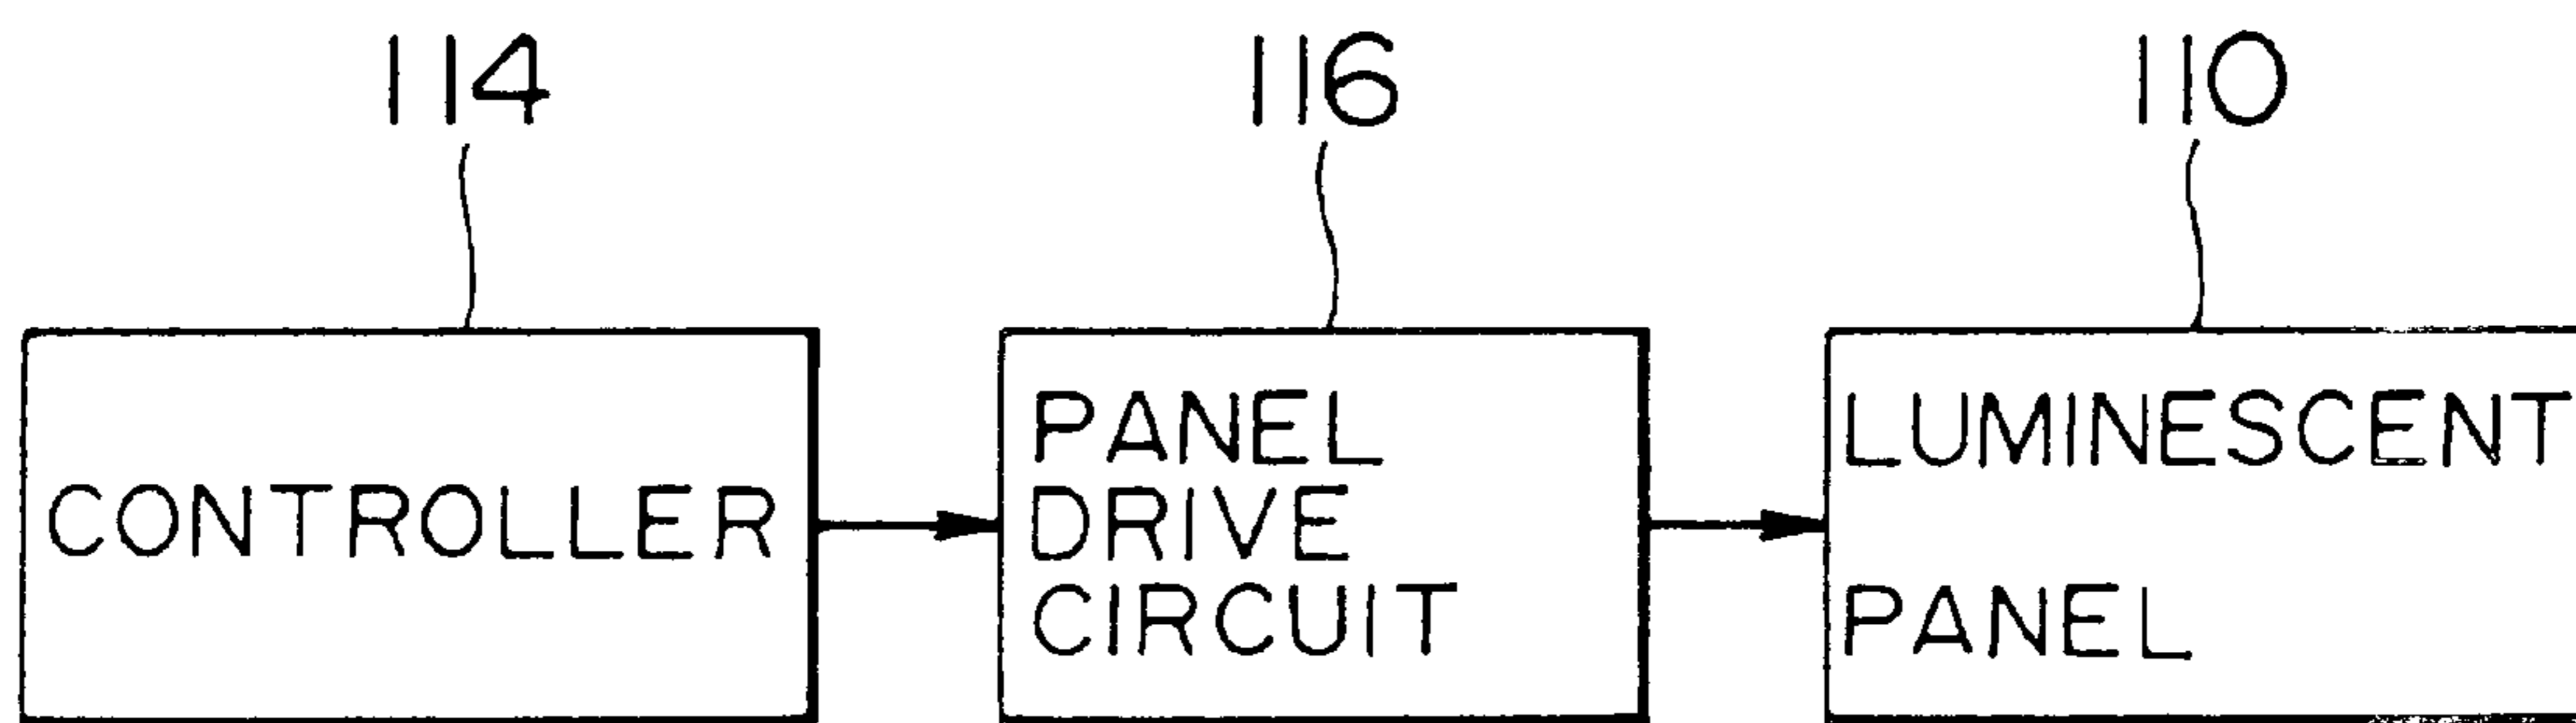 114
116
110
CONTROLLER
PANEL
DRIVE
CIRCUIT
LUMINESCENT
PANEL